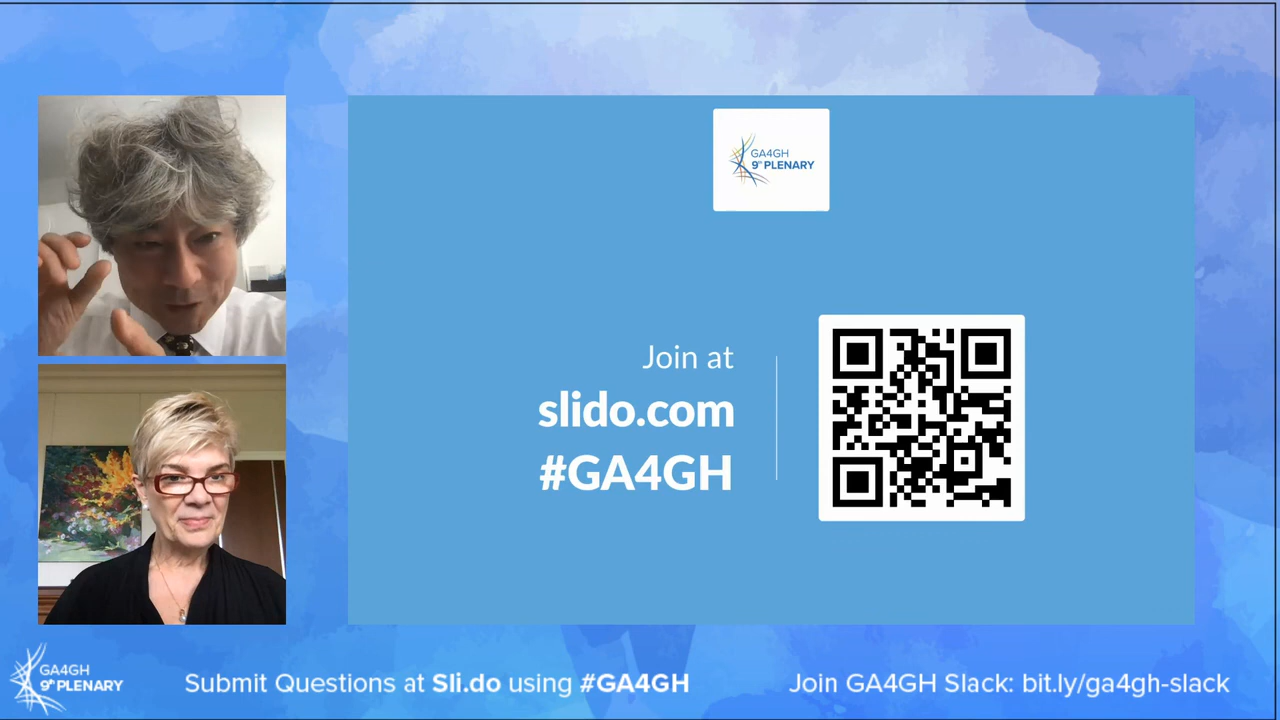 GA4GH
9th PLENARY
Join at
slido.com
#GA4GH
GA4GH
9th PLENARY
Submit Questions at Sli.do using #GA4GH
Join GA4GH Slack: bit.ly/ga4gh-slack